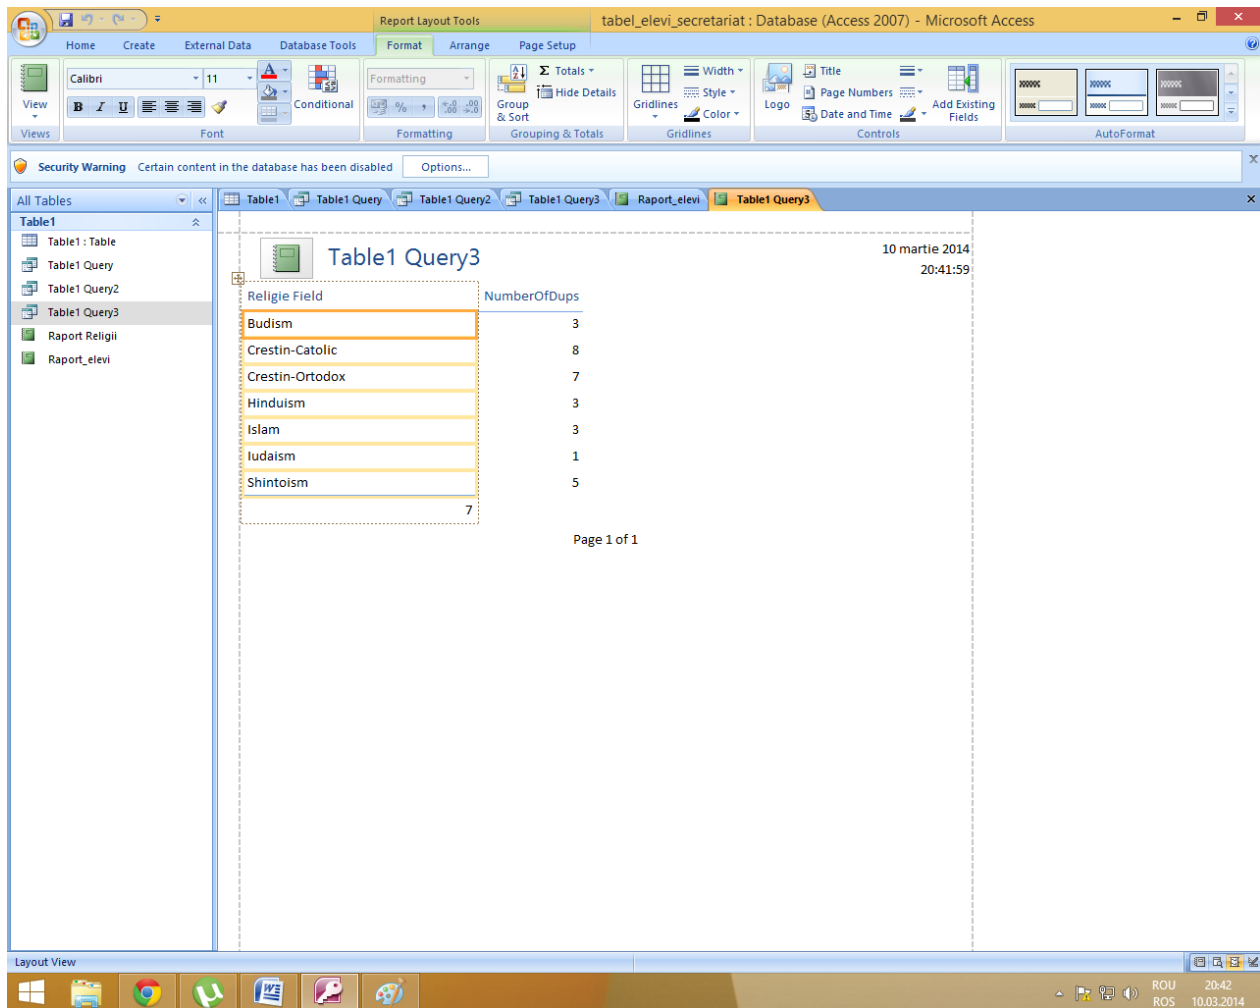 Report Layout Tools
tabel_elevi_secretariat : Database (Access 2007) - Microsoft Access
Home Create External Data Database Tools Format Arrange Page Setup
Calibri 11
View
B I U
Conditional
Formatting
% , .0 .00 .00 .0
Group & Sort
Σ Totals
Hide Details
Gridlines
Width
Style
Color
Logo
Title
Page Numbers
Date and Time
Add Existing Fields
Views Font Formatting Grouping & Totals Gridlines Controls AutoFormat
Security Warning Certain content in the database has been disabled Options...
All Tables
Table1 Table1 Query Table1 Query2 Table1 Query3 Raport_elevi Table1 Query3
Table1
Table1 : Table
Table1 Query
Table1 Query2
Table1 Query3
Raport Religii
Raport_elevi
Table1 Query3
10 martie 2014
20:41:59
Religie Field NumberOfDups
Budism 3
Crestin-Catolic 8
Crestin-Ortodox 7
Hinduism 3
Islam 3
Iudaism 1
Shintoism 5
7
Page 1 of 1
Layout View
ROU 20:42
ROS 10.03.2014